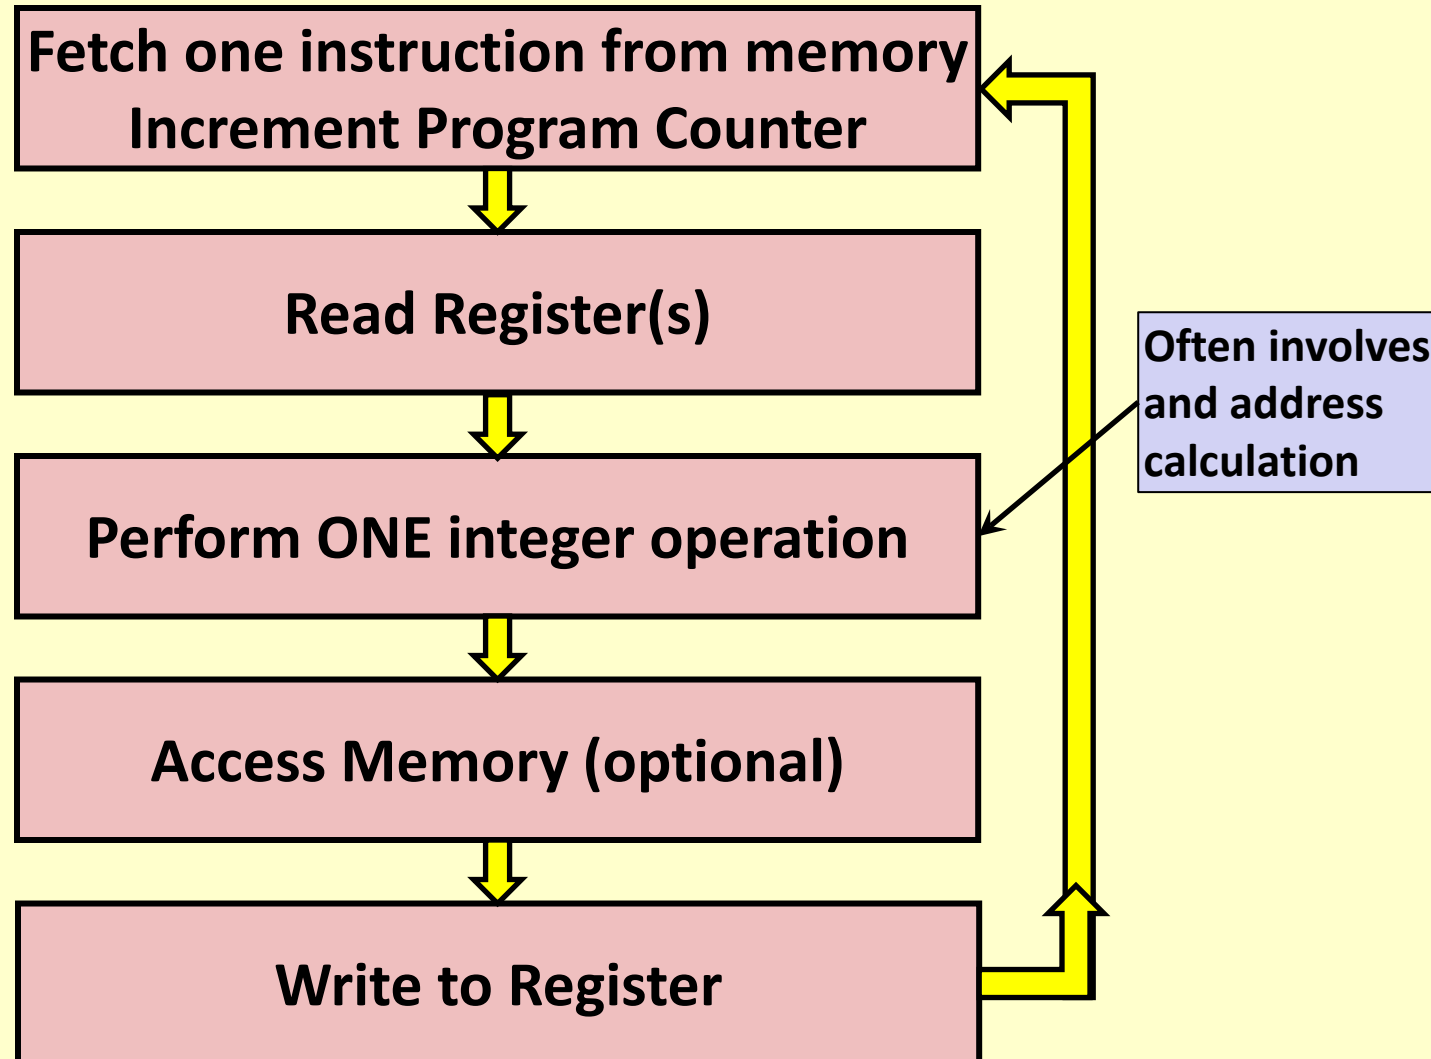 Fetch one instruction from memory
Increment Program Counter
Read Register(s)
Often involves
and address
calculation
Perform ONE integer operation
Access Memory (optional)
Write to Register